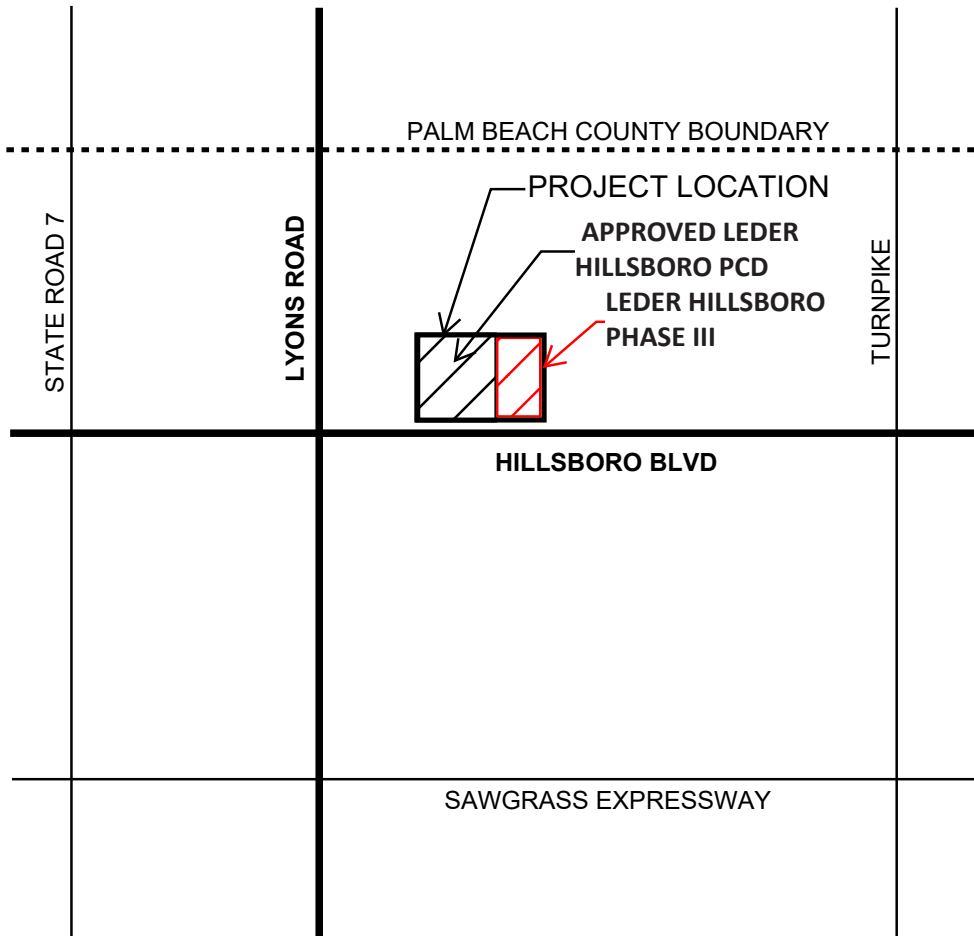 PALM BEACH COUNTY BOUNDARY
PROJECT LOCATION
APPROVED LEDER
HILLSBORO PCD
LEDER HILLSBORO
PHASE III
STATE ROAD 7
LYONS ROAD
TURNPIKE
HILLSBORO BLVD
SAWGRASS EXPRESSWAY